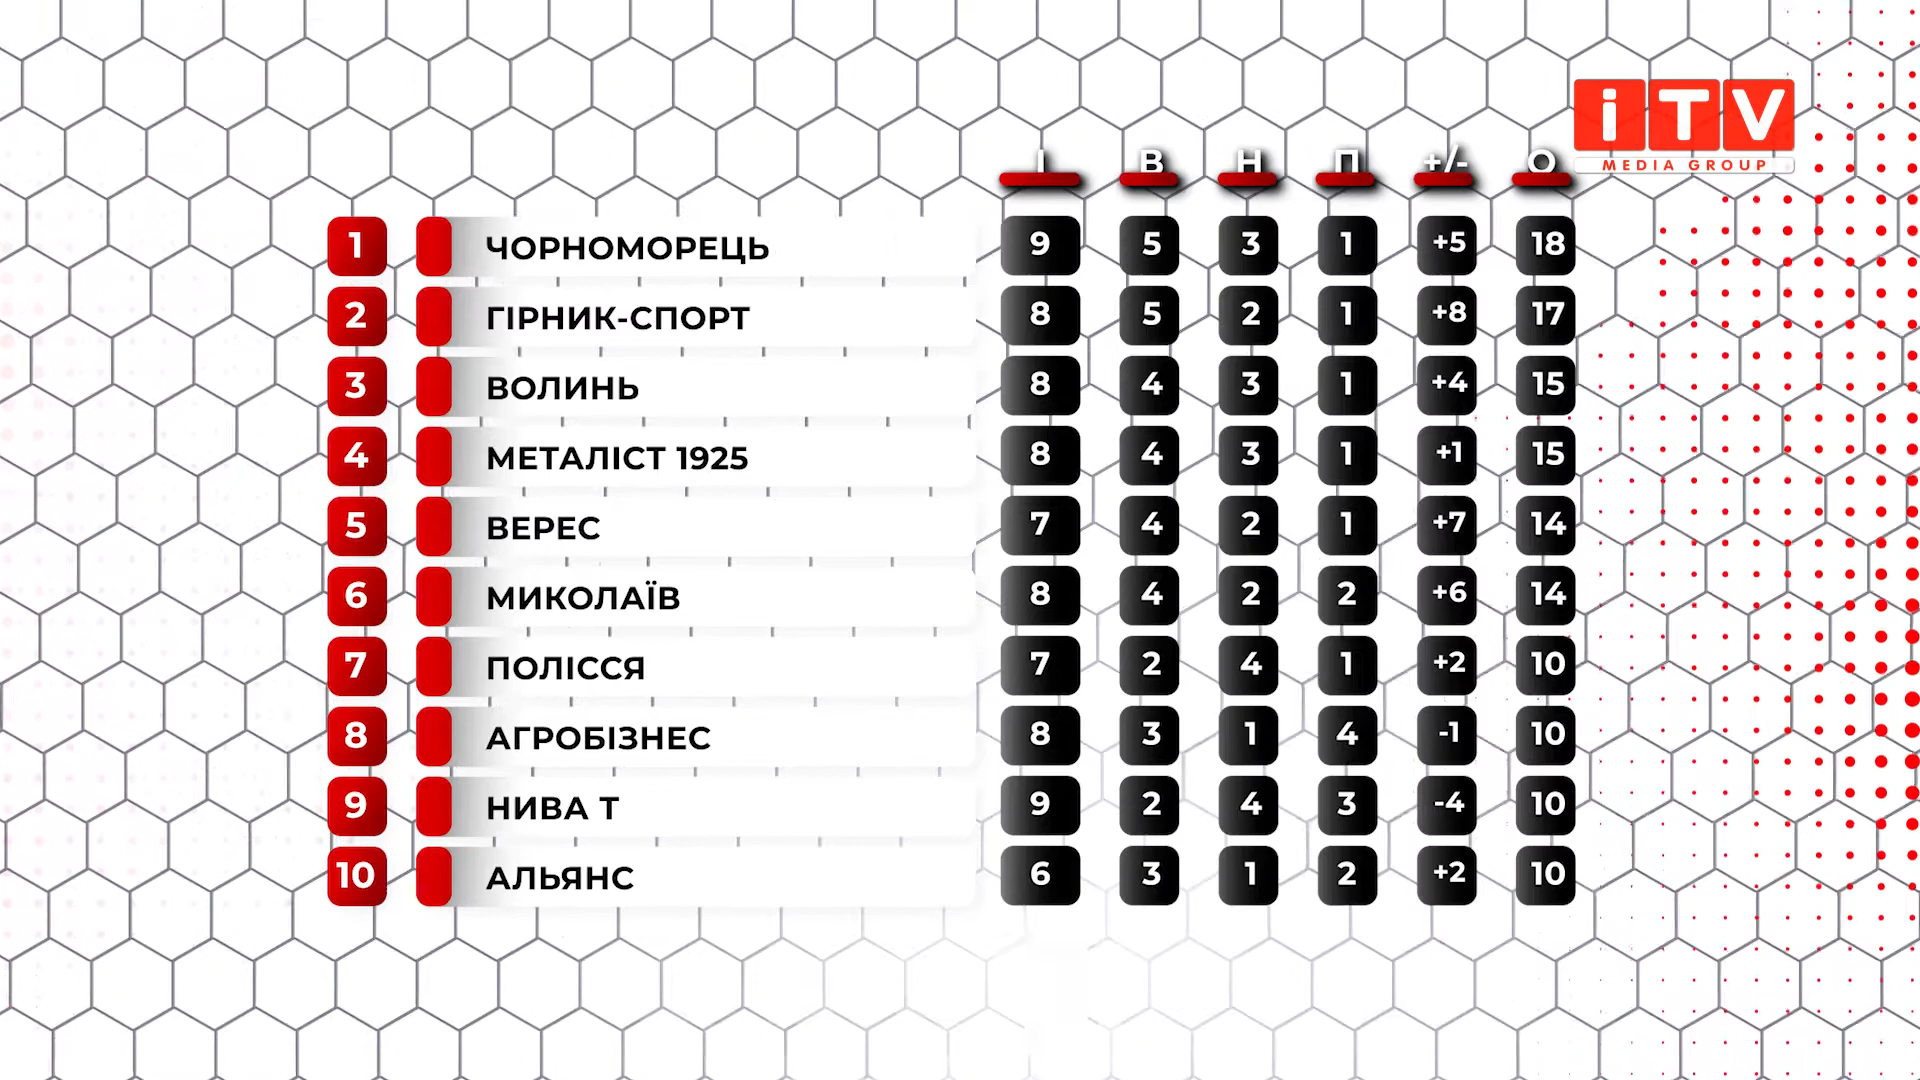 iTV
MEDIA GROUP
І В Н П +/- О
1 ЧОРНОМОРЕЦЬ 9 5 3 1 +5 18
2 ГІРНИК-СПОРТ 8 5 2 1 +8 17
3 ВОЛИНЬ 8 4 3 1 +4 15
4 МЕТАЛІСТ 1925 8 4 3 1 +1 15
5 ВЕРЕС 7 4 2 1 +7 14
6 МИКОЛАЇВ 8 4 2 2 +6 14
7 ПОЛІССЯ 7 2 4 1 +2 10
8 АГРОБІЗНЕС 8 3 1 4 -1 10
9 НИВА Т 9 2 4 3 -4 10
10 АЛЬЯНС 6 3 1 2 +2 10